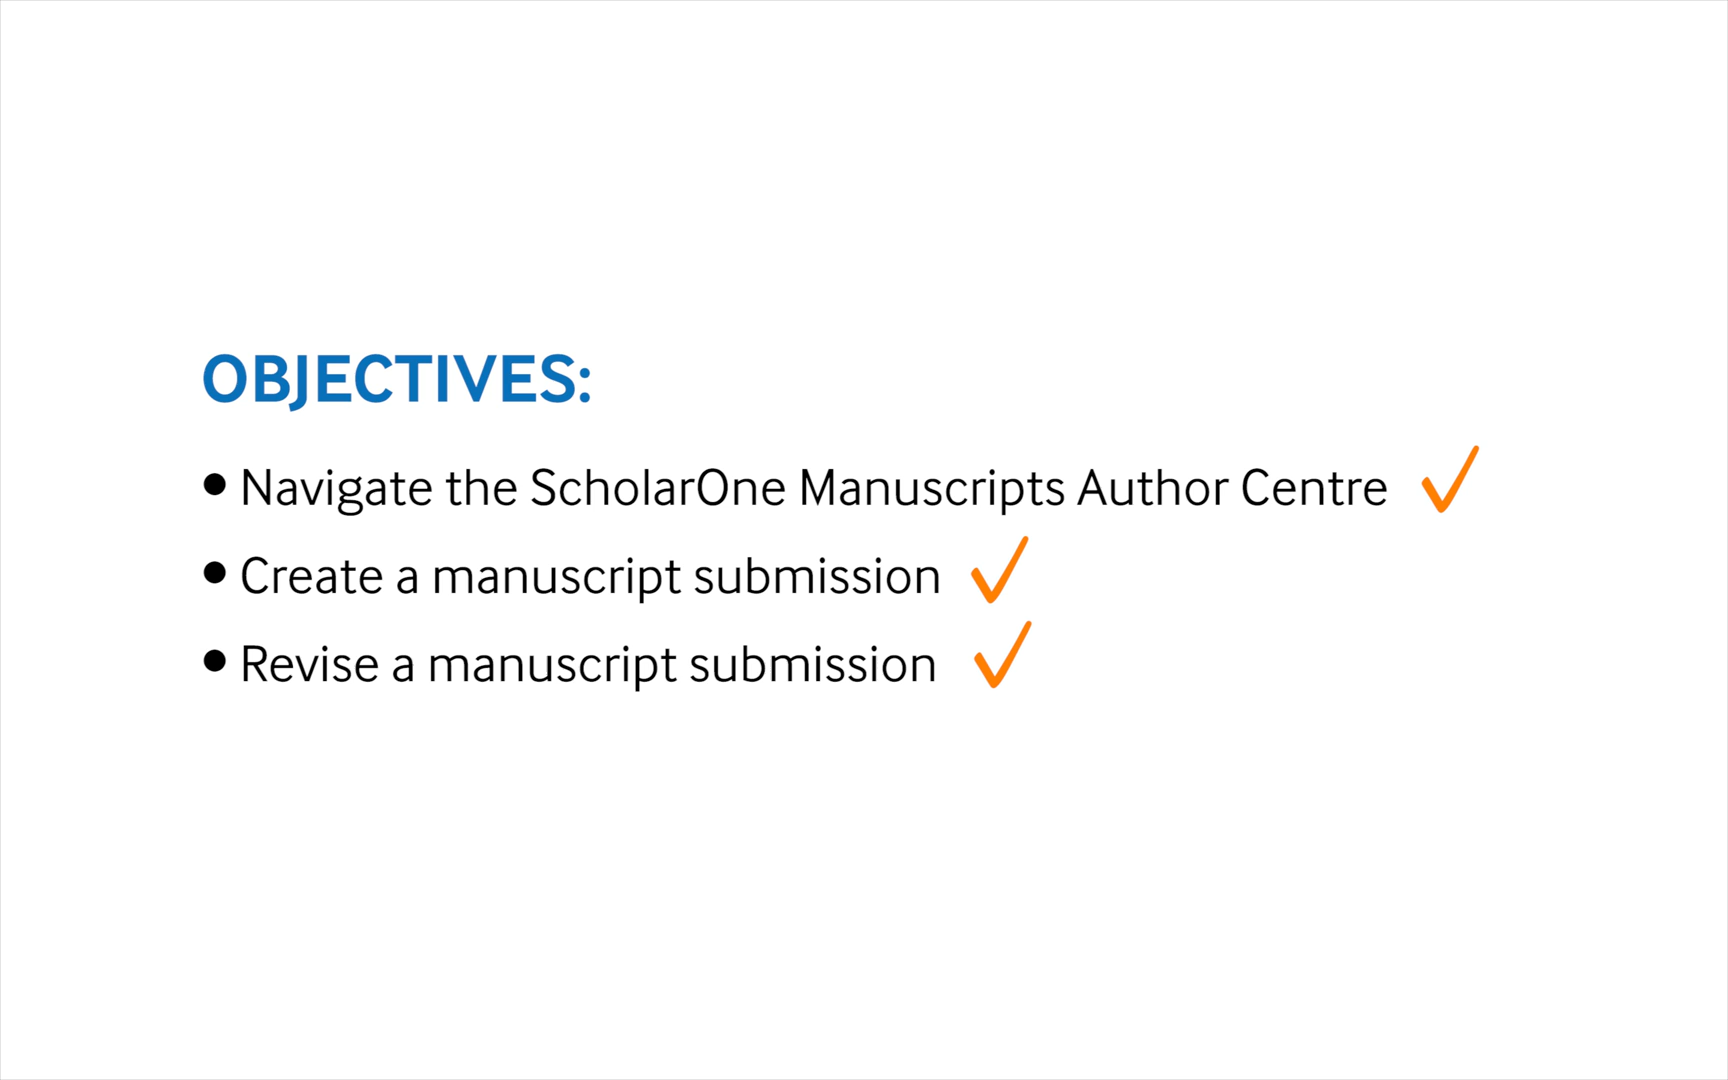 OBJECTIVES:
• Navigate the ScholarOne Manuscripts Author Centre ✓
• Create a manuscript submission ✓
• Revise a manuscript submission ✓